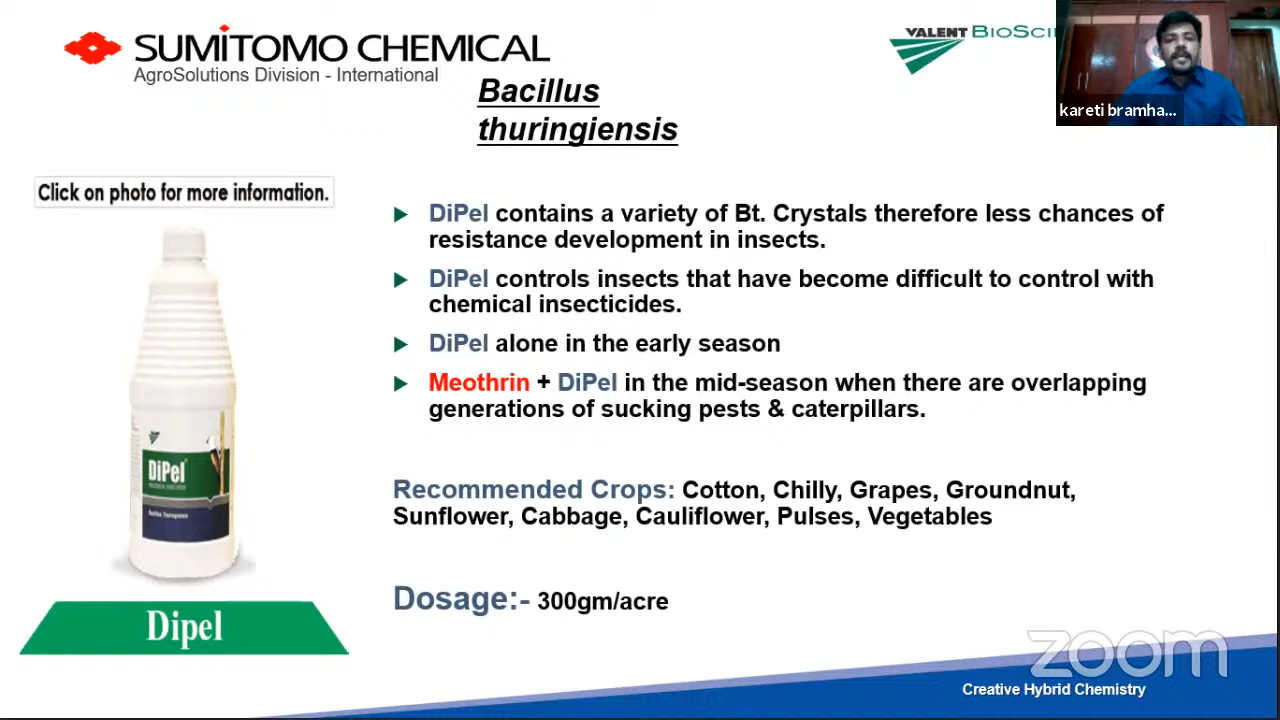 SUMITOMO CHEMICAL
AgroSolutions Division - International
VALENT BIOSCI
kareti bramha...
Bacillus
thuringiensis
Click on photo for more information.
DiPel contains a variety of Bt. Crystals therefore less chances of
resistance development in insects.
DiPel controls insects that have become difficult to control with
chemical insecticides.
DiPel alone in the early season
Meothrin + DiPel in the mid-season when there are overlapping
generations of sucking pests & caterpillars.
DiPel
Recommended Crops: Cotton, Chilly, Grapes, Groundnut,
Sunflower, Cabbage, Cauliflower, Pulses, Vegetables
Dosage:- 300gm/acre
Dipel
zoom
Creative Hybrid Chemistry